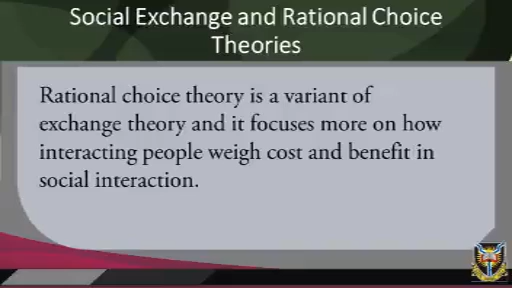 Social Exchange and Rational Choice
Theories
Rational choice theory is a variant of
exchange theory and it focuses more on how
interacting people weigh cost and benefit in
social interaction.